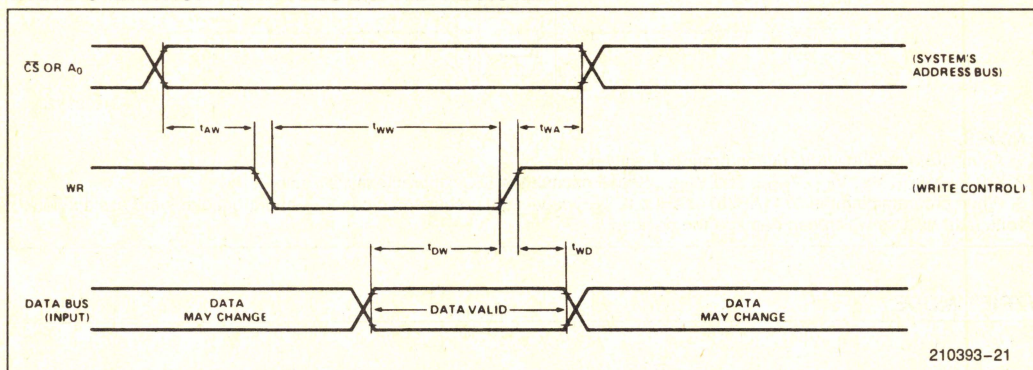 CS OR A0
(SYSTEM'S
ADDRESS BUS)
tAW
tWW
tWA
WR
(WRITE CONTROL)
tDW
tWD
DATA BUS
(INPUT)
DATA
MAY CHANGE
DATA VALID
DATA
MAY CHANGE
210393-21